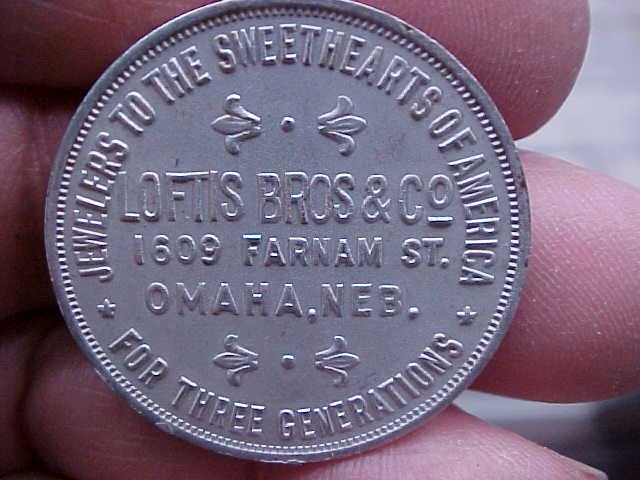 JEWELERS TO THE SWEETHEARTS OF AMERICA
LOFTIS BROS & CO
1609 FARNAM ST.
OMAHA, NEB.
FOR THREE GENERATIONS